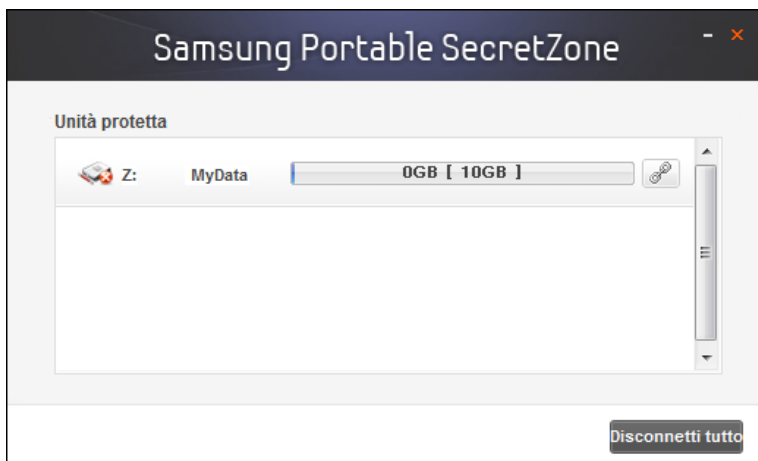 Samsung Portable SecretZone
Unità protetta
Z: MyData 0GB [ 10GB ]
Disconnetti tutto